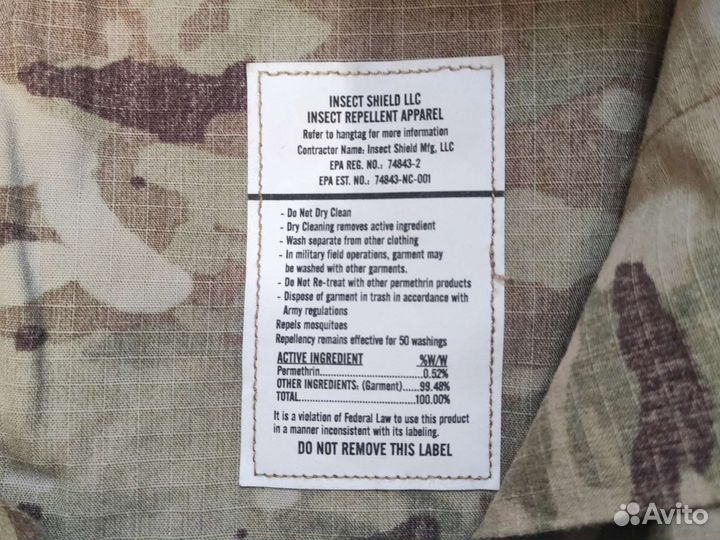 INSECT SHIELD LLC
INSECT REPELLENT APPAREL
Refer to hangtag for more information
Contractor Name: Insect Shield Mfg, LLC
EPA REG. NO.: 74843-2
EPA EST. NO.: 74843-NC-001
- Do Not Dry Clean
- Dry Cleaning removes active ingredient
- Wash separate from other clothing
- In military field operations, garment may
be washed with other garments.
- Do Not Re-treat with other permethrin products
- Dispose of garment in trash in accordance with
Army regulations
Repels mosquitoes
Repellency remains effective for 50 washings
ACTIVE INGREDIENT %W/W
Permethrin.......................0.52%
OTHER INGREDIENTS: (Garment).....99.48%
TOTAL............................100.00%
It is a violation of Federal Law to use this product
in a manner inconsistent with its labeling.
DO NOT REMOVE THIS LABEL
Avito